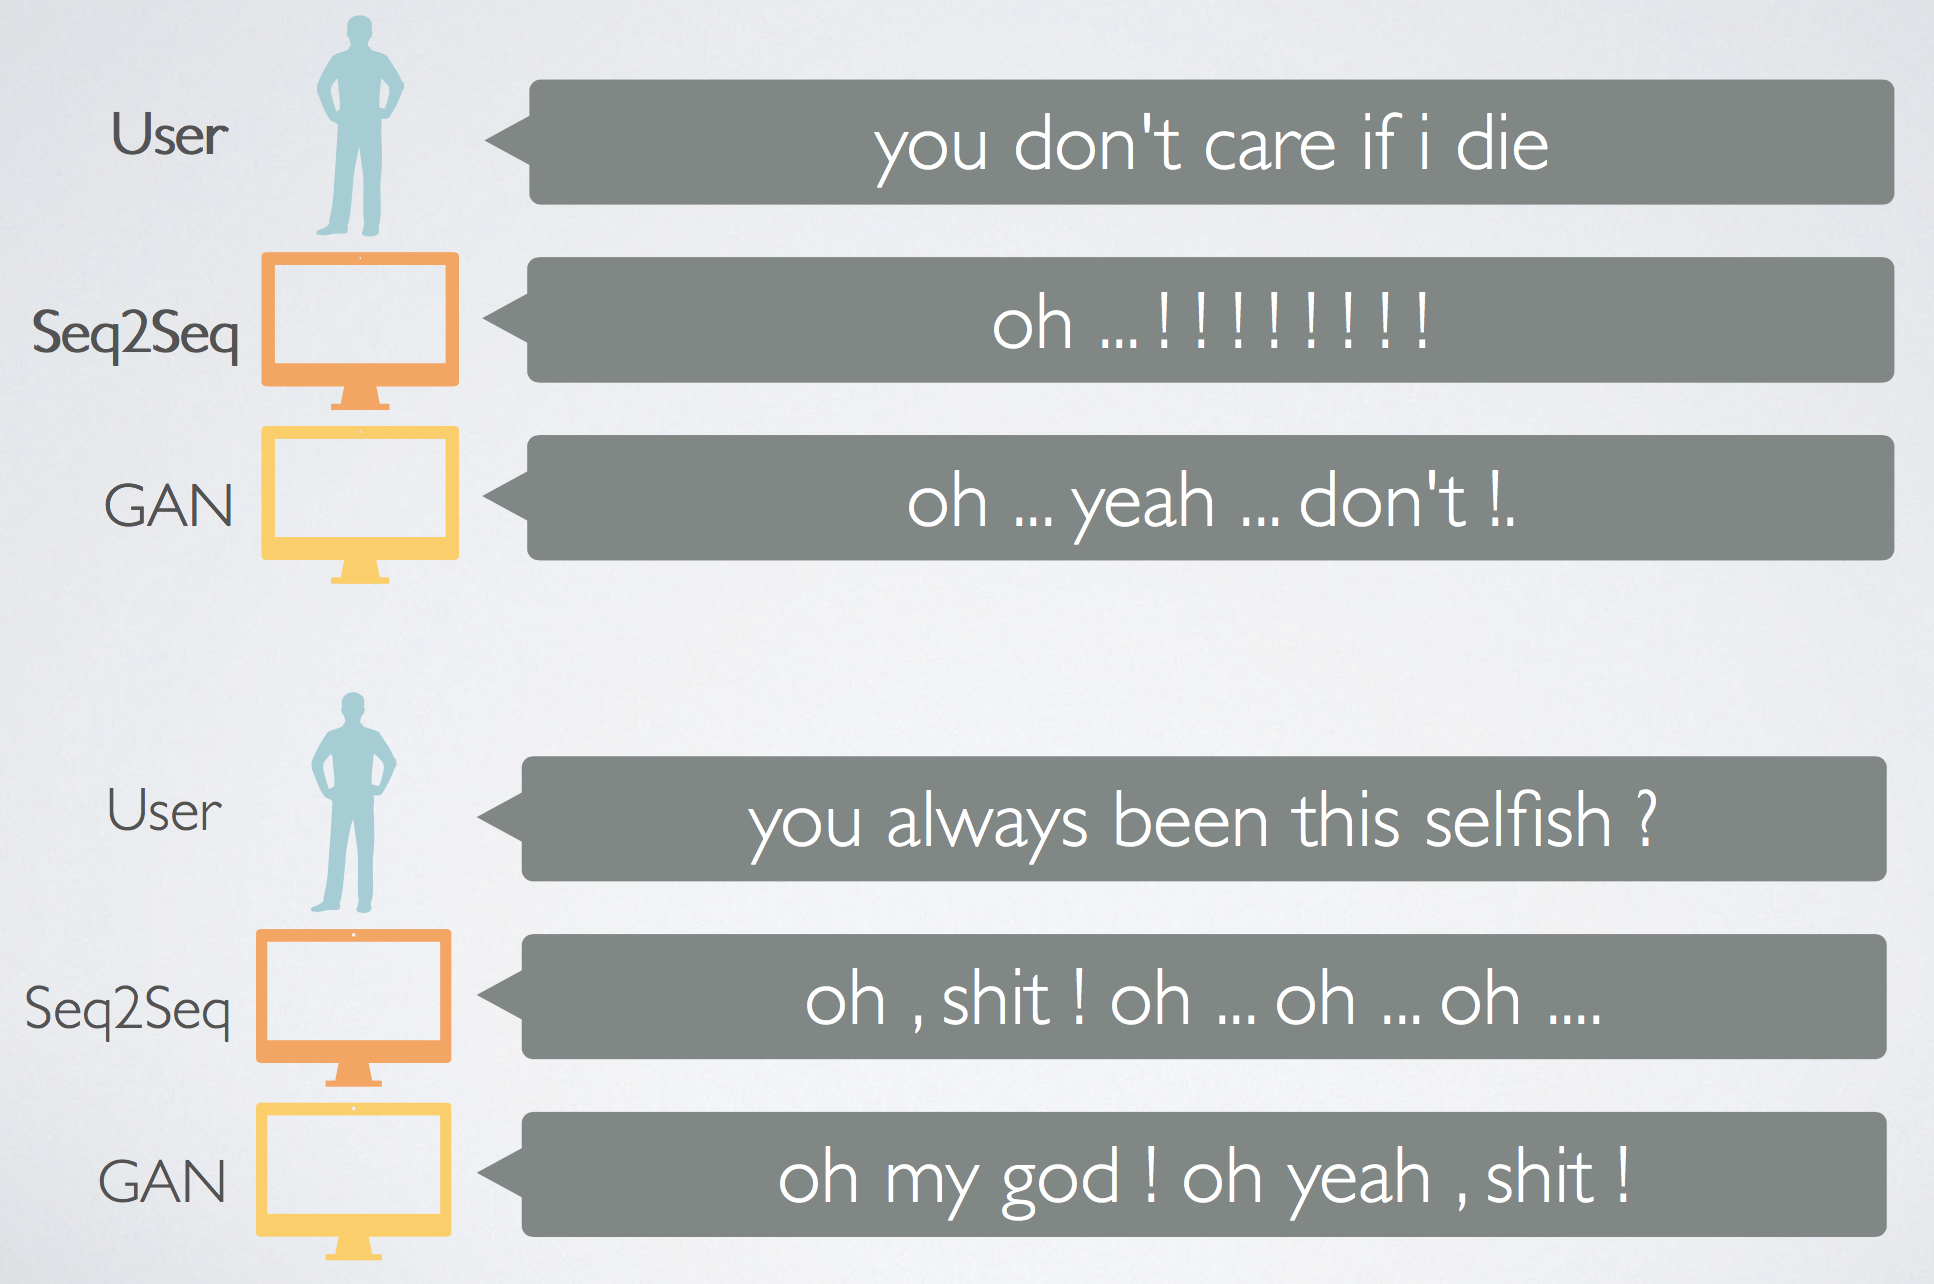 User
you don't care if i die
Seq2Seq
oh ... ! ! ! ! ! ! ! !
GAN
oh ... yeah ... don't !.
User
you always been this selfish ?
Seq2Seq
oh , shit ! oh ... oh ... oh ....
GAN
oh my god ! oh yeah , shit !